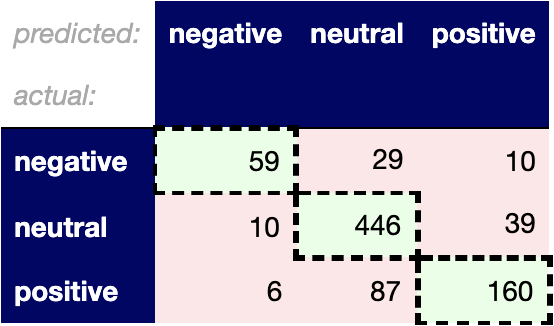 predicted: negative neutral positive
actual:
negative 59 29 10
neutral 10 446 39
positive 6 87 160